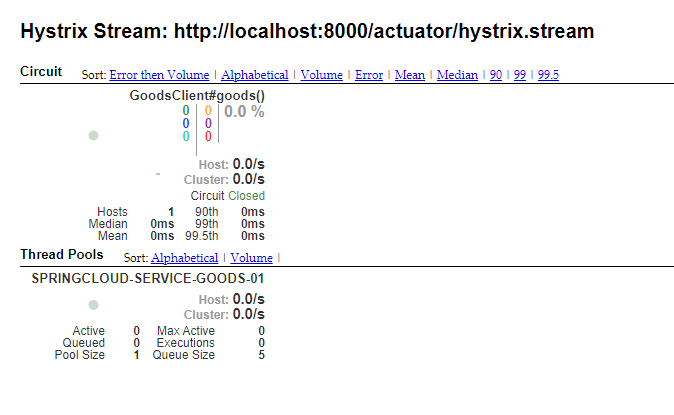 Hystrix Stream: http://localhost:8000/actuator/hystrix.stream
Circuit Sort: Error then Volume | Alphabetical | Volume | Error | Mean | Median | 90 | 99 | 99.5
GoodsClient#goods()
0 0 0.0 %
0 0
0 0
Host: 0.0/s
Cluster: 0.0/s
Circuit Closed
Hosts 1 90th 0ms
Median 0ms 99th 0ms
Mean 0ms 99.5th 0ms
Thread Pools Sort: Alphabetical | Volume |
SPRINGCLOUD-SERVICE-GOODS-01
Host: 0.0/s
Cluster: 0.0/s
Active 0 Max Active 0
Queued 0 Executions 0
Pool Size 1 Queue Size 5